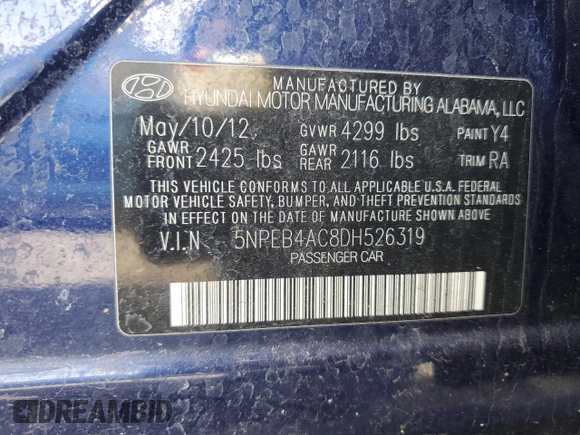 MANUFACTURED BY
HYUNDAI MOTOR MANUFACTURING ALABAMA, LLC
May/10/12 GVWR 4299 lbs PAINT Y4
GAWR FRONT 2425 lbs GAWR REAR 2116 lbs TRIM RA
THIS VEHICLE CONFORMS TO ALL APPLICABLE U.S.A. FEDERAL
MOTOR VEHICLE SAFETY, BUMPER, AND THEFT PREVENTION STANDARDS
IN EFFECT ON THE DATE OF MANUFACTURE SHOWN ABOVE
V.I.N. 5NPEB4AC8DH526319
PASSENGER CAR
DREAMBID